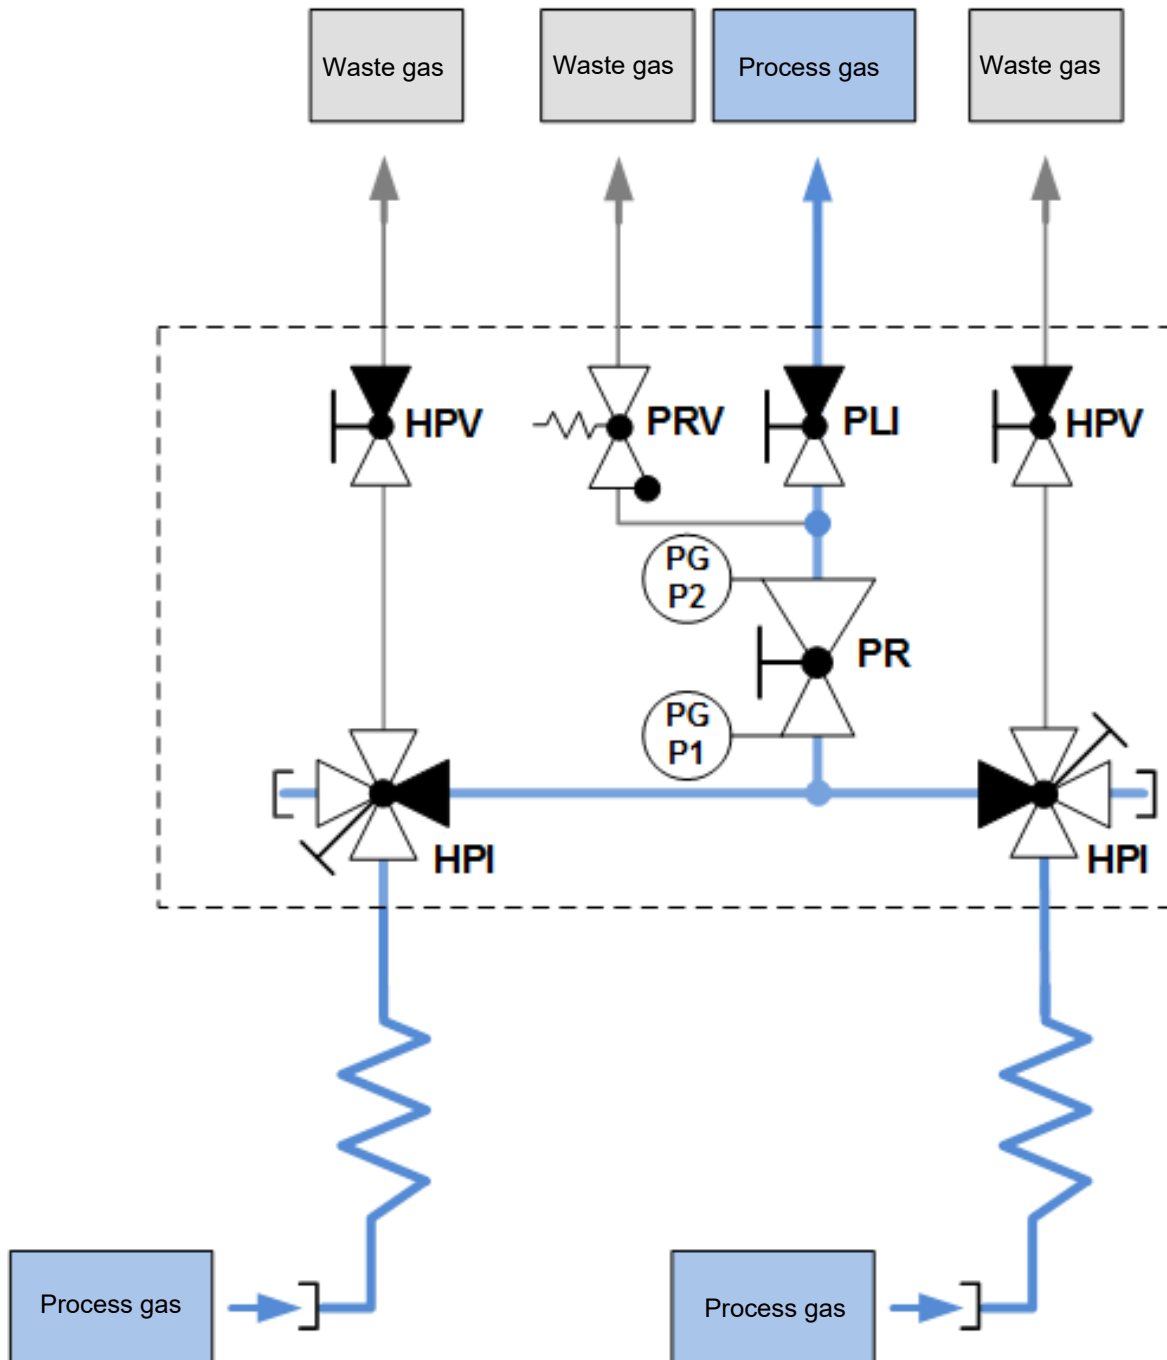 Waste gas
Waste gas
Process gas
Waste gas
HPV
PRV
PLI
HPV
PG
P2
PR
PG
P1
HPI
HPI
Process gas
Process gas